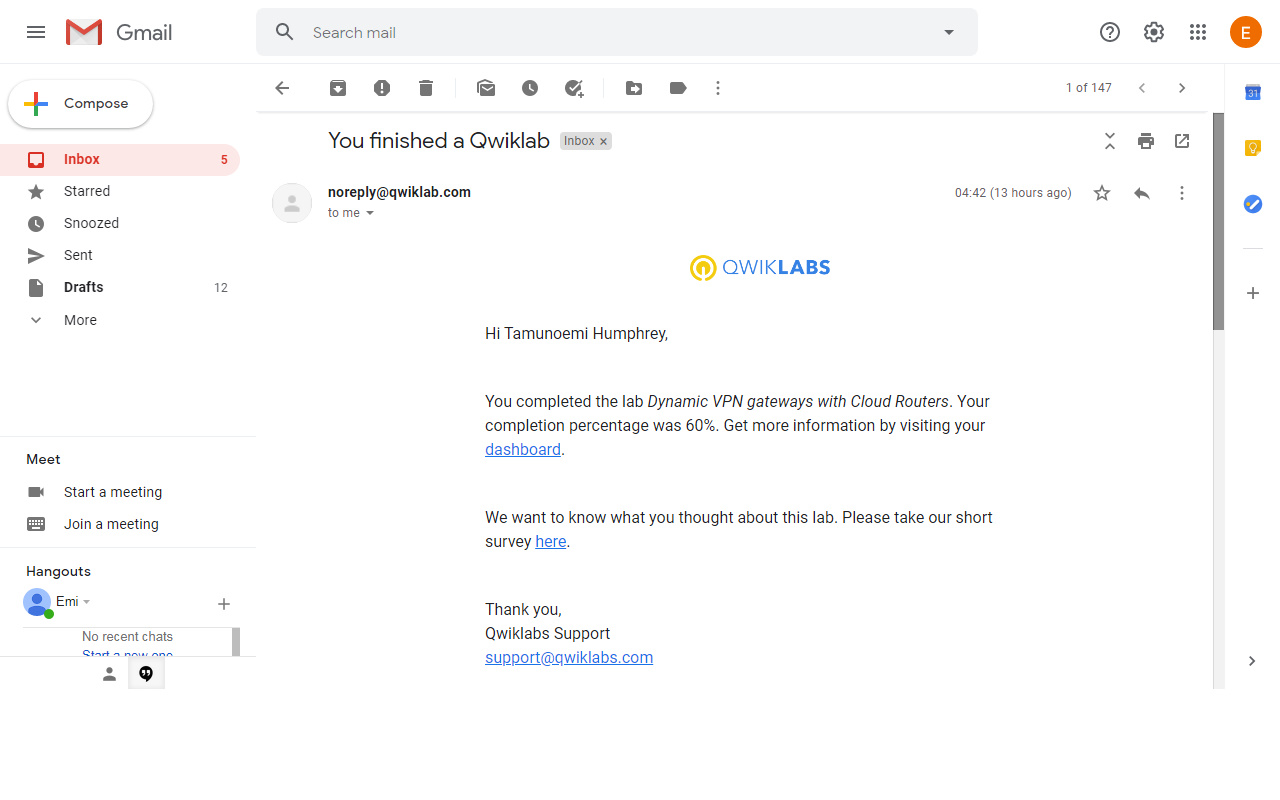 Gmail
Search mail
E
Compose
1 of 147
31
You finished a Qwiklab
Inbox ×
Inbox 5
Starred
Snoozed
Sent
Drafts 12
More
noreply@qwiklab.com
04:42 (13 hours ago)
to me
QWIKLABS
Hi Tamunoemi Humphrey,
You completed the lab Dynamic VPN gateways with Cloud Routers. Your
completion percentage was 60%. Get more information by visiting your
dashboard.
We want to know what you thought about this lab. Please take our short
survey here.
Thank you,
Qwiklabs Support
support@qwiklabs.com
Meet
Start a meeting
Join a meeting
Hangouts
Emi
No recent chats
Start a new one